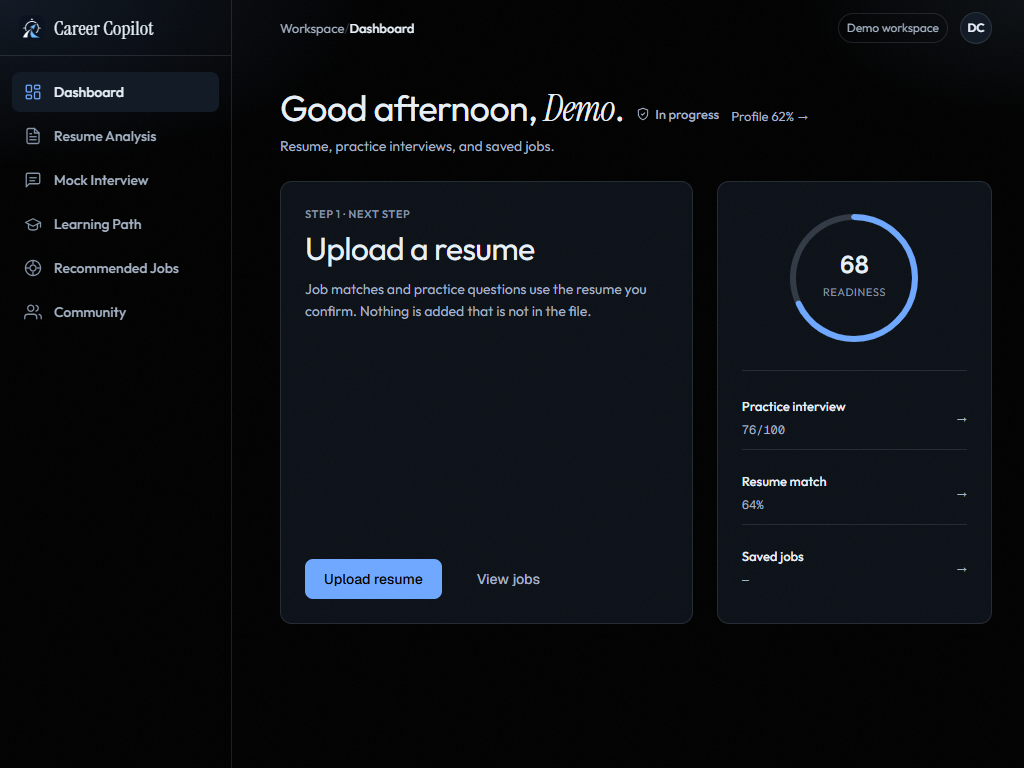 Career Copilot
Dashboard
Resume Analysis
Mock Interview
Learning Path
Recommended Jobs
Community
Workspace/Dashboard
Demo workspace
DC
Good afternoon, Demo.
In progress
Profile 62% →
Resume, practice interviews, and saved jobs.
STEP 1 · NEXT STEP
Upload a resume
Job matches and practice questions use the resume you
confirm. Nothing is added that is not in the file.
Upload resume
View jobs
68
READINESS
Practice interview
76/100
→
Resume match
64%
→
Saved jobs
—
→